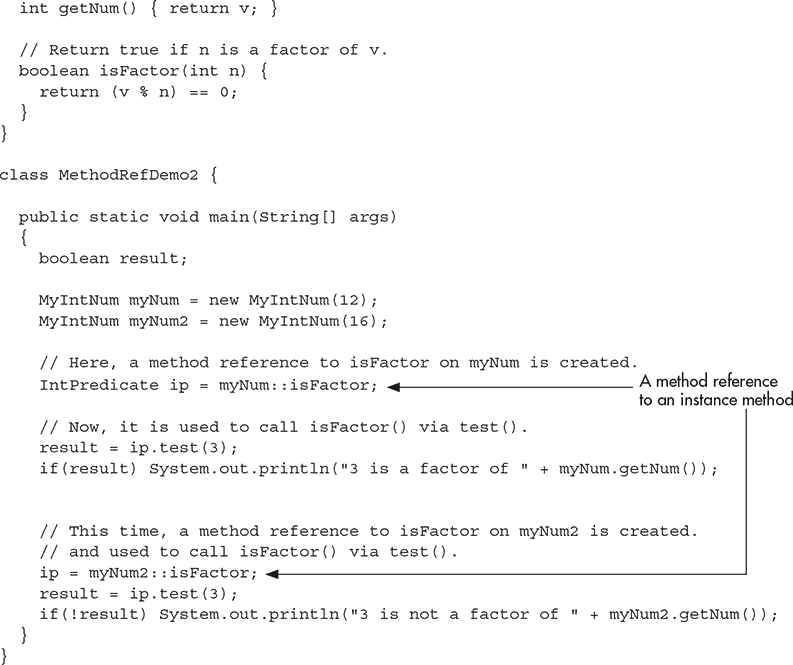 int getNum() { return v; }
// Return true if n is a factor of v.
boolean isFactor(int n) {
return (v % n) == 0;
}
}
class MethodRefDemo2 {
public static void main(String[] args)
{
boolean result;
MyIntNum myNum = new MyIntNum(12);
MyIntNum myNum2 = new MyIntNum(16);
// Here, a method reference to isFactor on myNum is created.
IntPredicate ip = myNum::isFactor;
A method reference
to an instance method
// Now, it is used to call isFactor() via test().
result = ip.test(3);
if(result) System.out.println("3 is a factor of " + myNum.getNum());
// This time, a method reference to isFactor on myNum2 is created.
// and used to call isFactor() via test().
ip = myNum2::isFactor;
result = ip.test(3);
if(!result) System.out.println("3 is not a factor of " + myNum2.getNum());
}
}